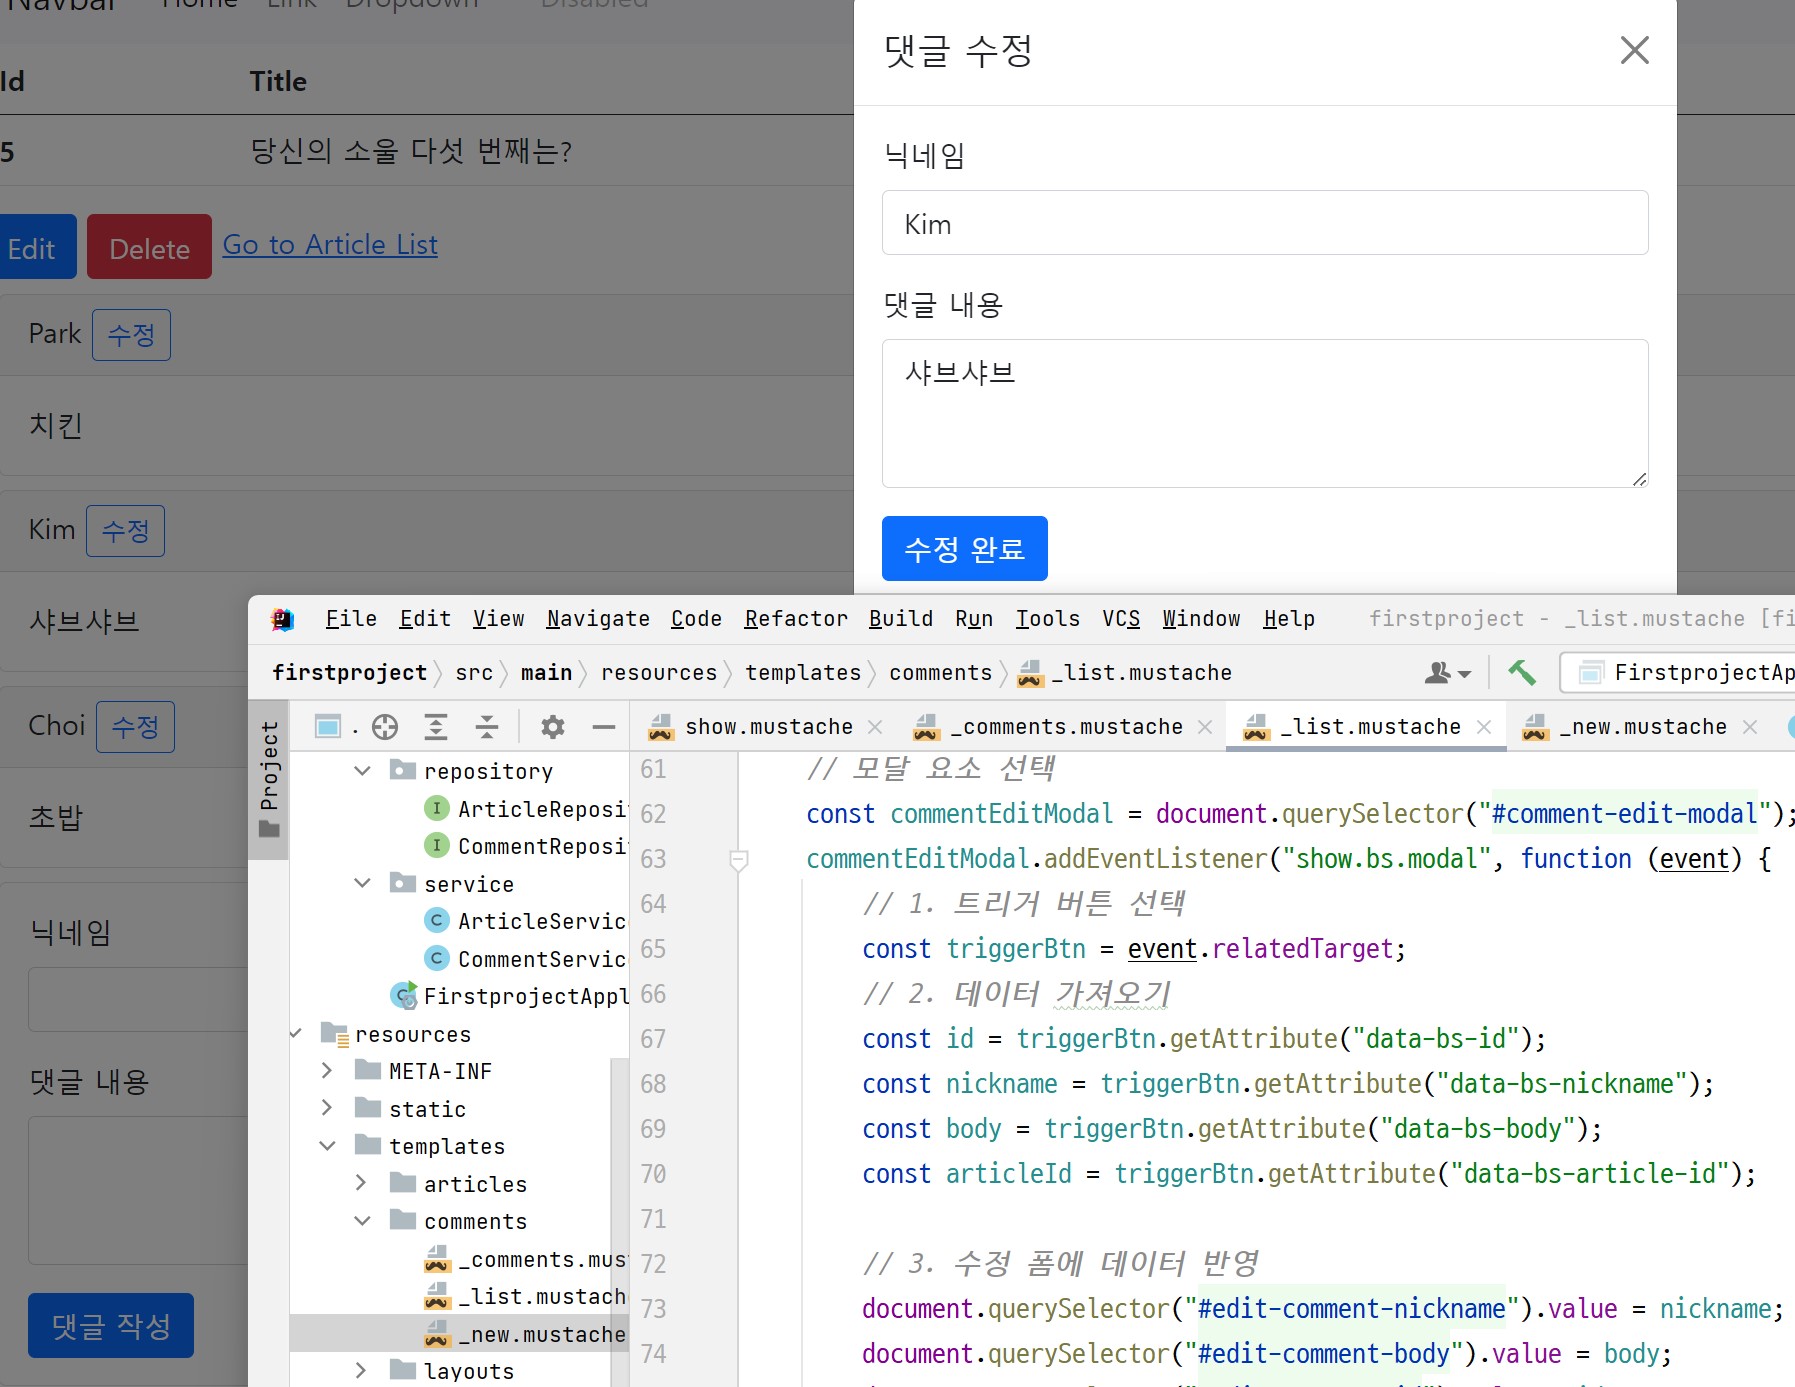 Navbar Home Link Dropdown Disabled
Id Title
5 당신의 소울 다섯 번째는?
Edit Delete Go to Article List
Park 수정
치킨
Kim 수정
샤브샤브
Choi 수정
초밥
닉네임
댓글 내용
댓글 작성
댓글 수정
닉네임
Kim
댓글 내용
샤브샤브
수정 완료
File Edit View Navigate Code Refactor Build Run Tools VCS Window Help firstproject - _list.mustache [fi
firstproject src main resources templates comments _list.mustache FirstprojectAp
Project
show.mustache _comments.mustache _list.mustache _new.mustache
repository
ArticleReposi
CommentReposi
service
ArticleServic
CommentServic
FirstprojectAppl
resources
META-INF
static
templates
articles
comments
_comments.mus
_list.mustach
_new.mustache
layouts
61 // 모달 요소 선택
62 const commentEditModal = document.querySelector("#comment-edit-modal");
63 commentEditModal.addEventListener("show.bs.modal", function (event) {
64 // 1. 트리거 버튼 선택
65 const triggerBtn = event.relatedTarget;
66 // 2. 데이터 가져오기
67 const id = triggerBtn.getAttribute("data-bs-id");
68 const nickname = triggerBtn.getAttribute("data-bs-nickname");
69 const body = triggerBtn.getAttribute("data-bs-body");
70 const articleId = triggerBtn.getAttribute("data-bs-article-id");
71
72 // 3. 수정 폼에 데이터 반영
73 document.querySelector("#edit-comment-nickname").value = nickname;
74 document.querySelector("#edit-comment-body").value = body;